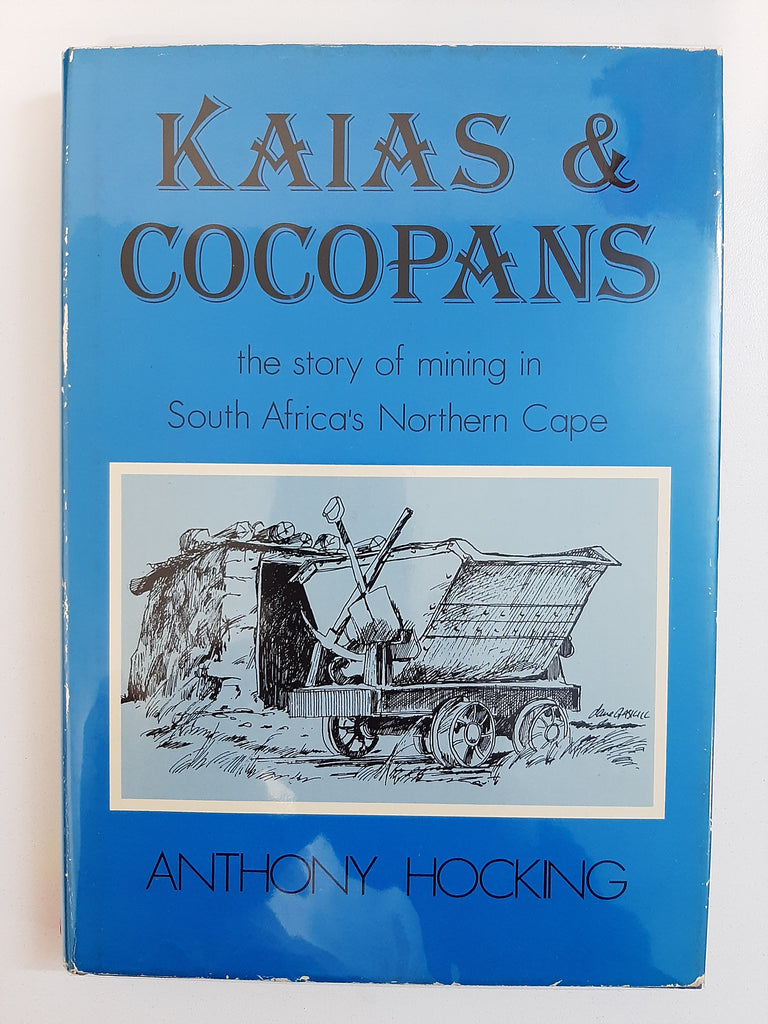 KAIAS &
COCOPANS
the story of mining in
South Africa's Northern Cape
ANTHONY HOCKING